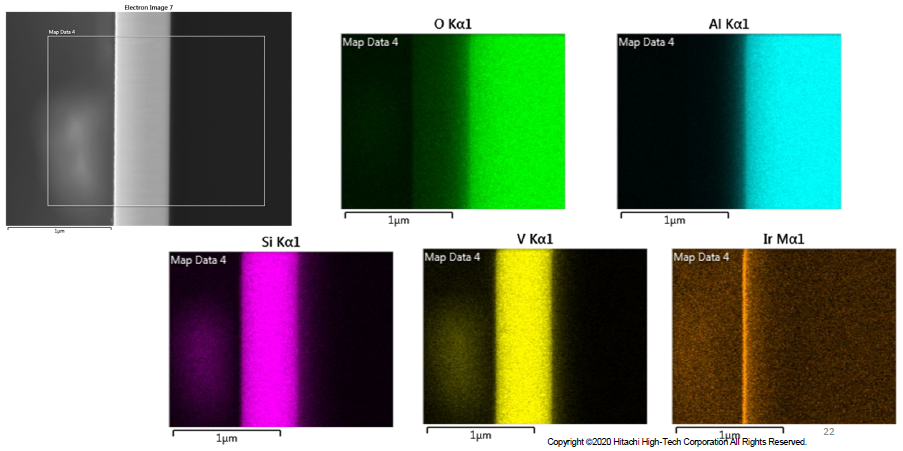 Electron Image 7
Map Data 4
1μm
O Kα1
Map Data 4
1μm
Al Kα1
Map Data 4
1μm
Si Kα1
Map Data 4
1μm
V Kα1
Map Data 4
1μm
Ir Mα1
Map Data 4
1μm
22
Copyright ©2020 Hitachi High-Tech Corporation All Rights Reserved.